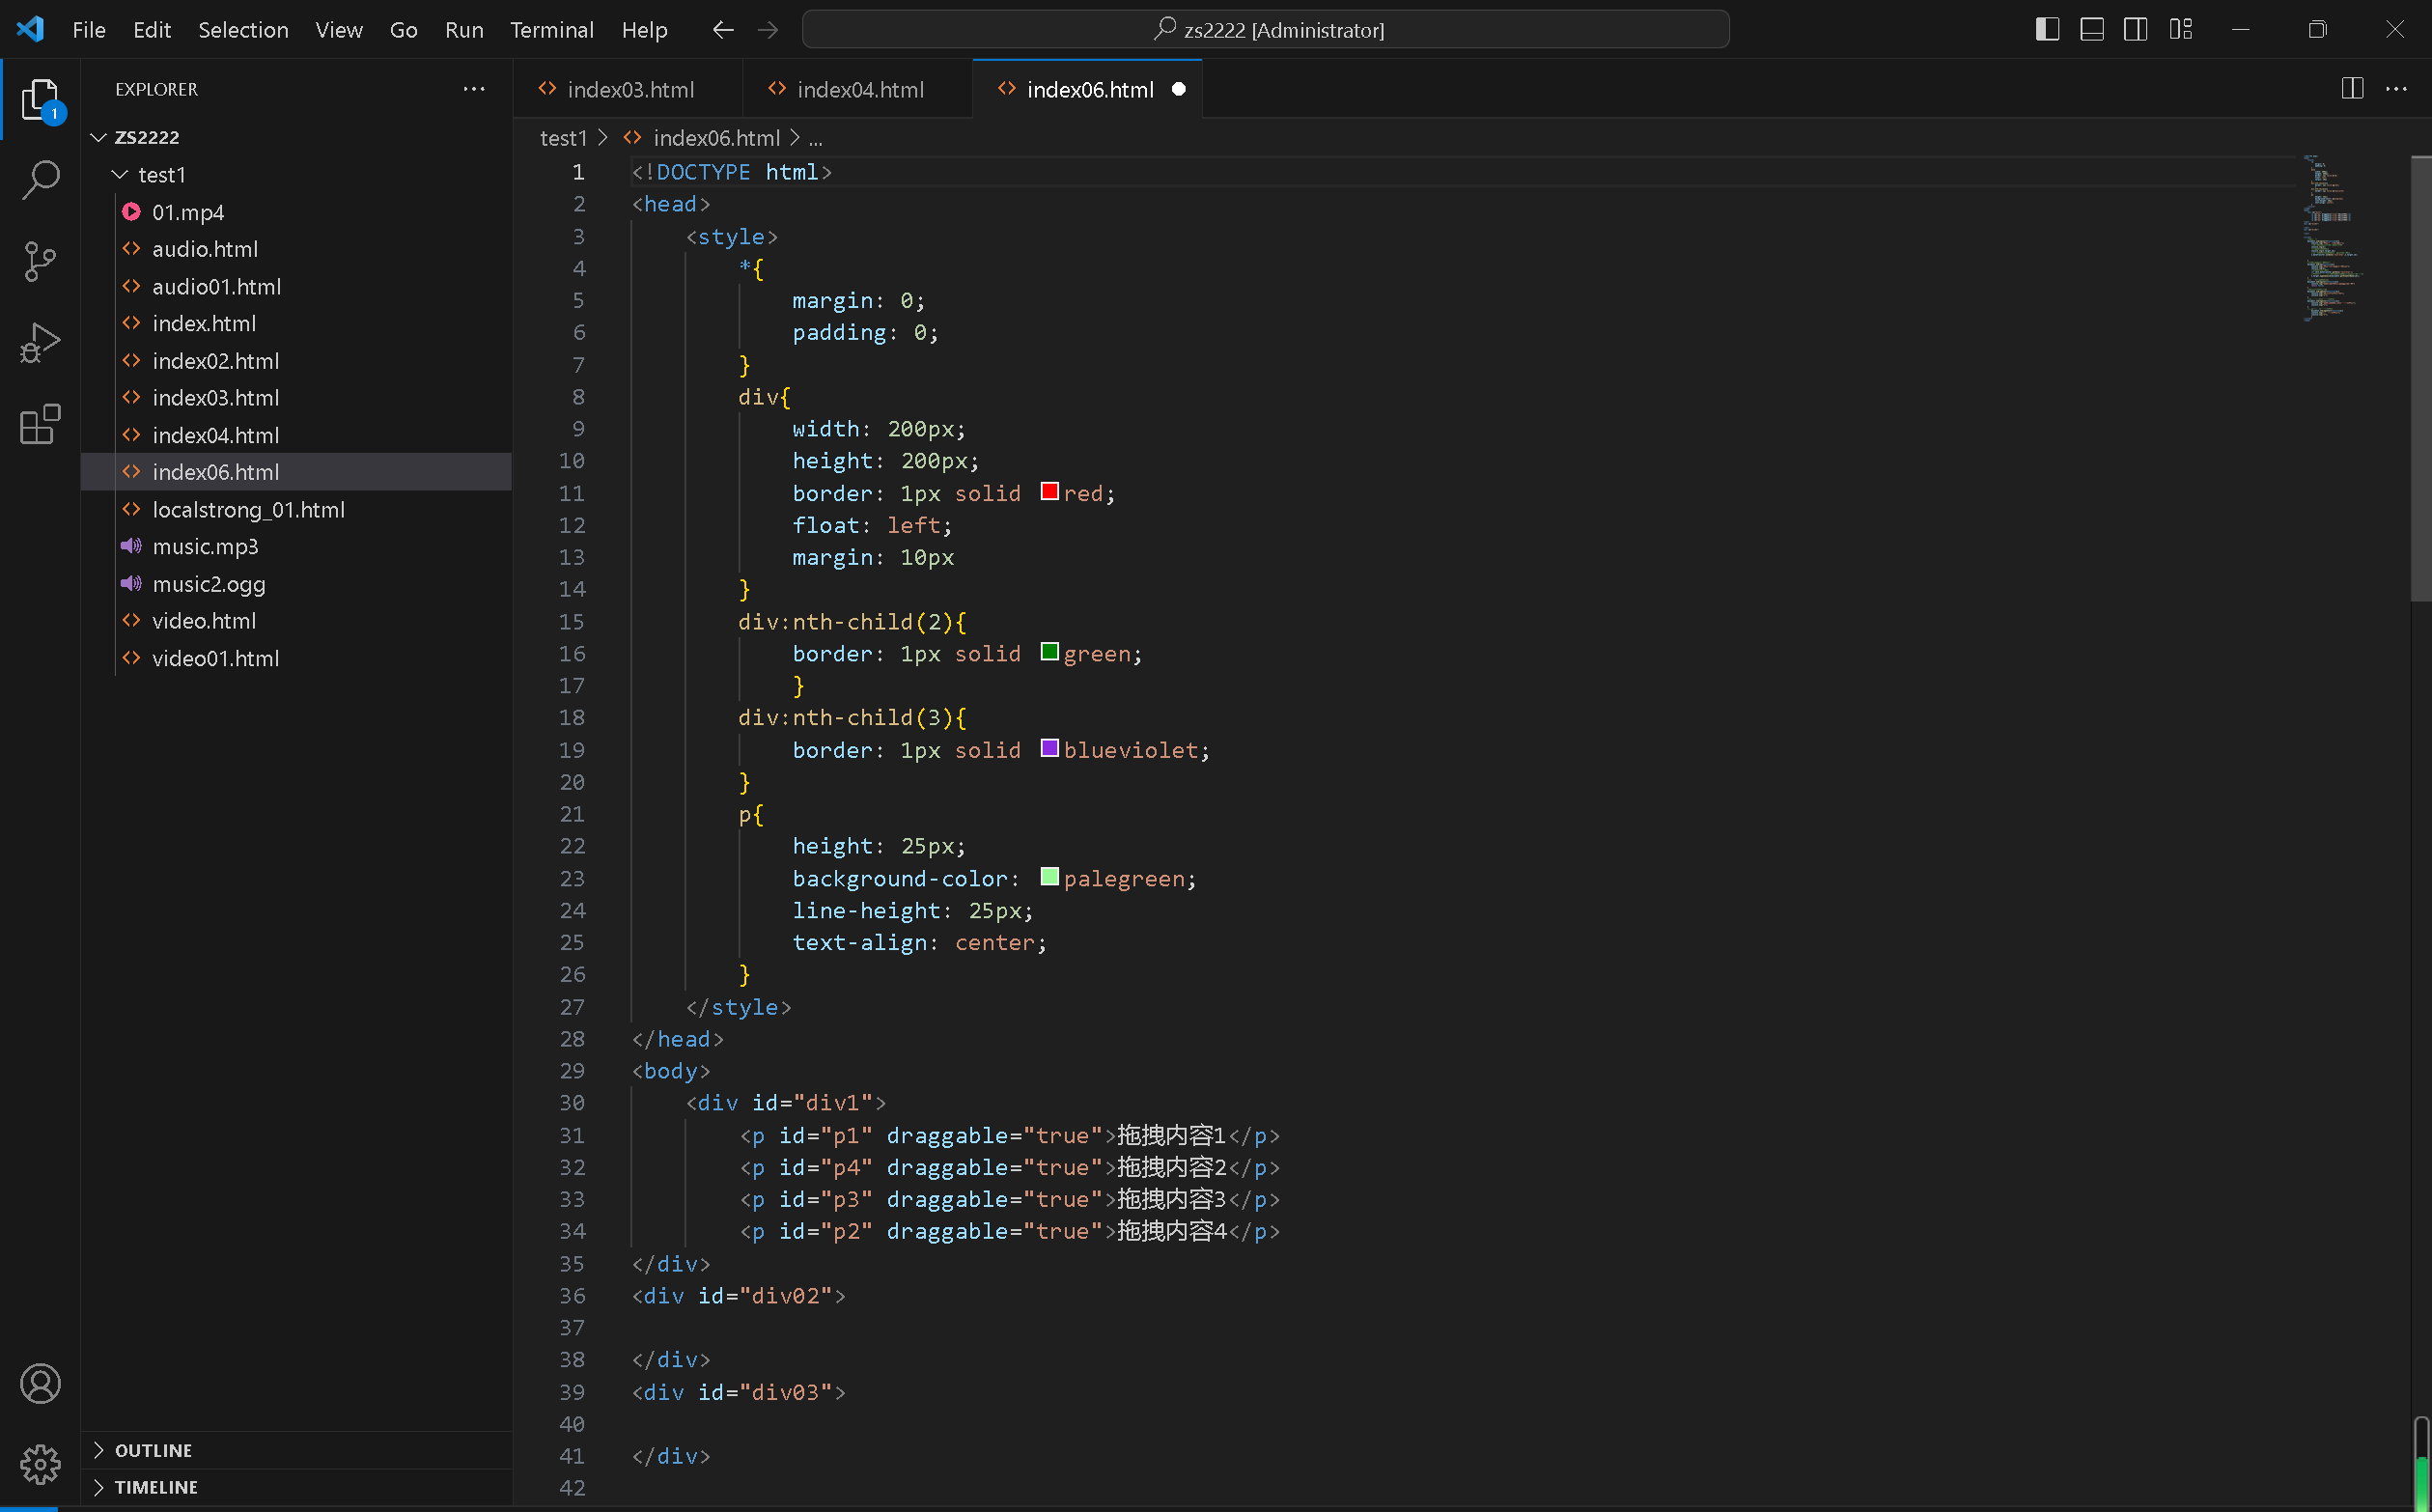 File Edit Selection View Go Run Terminal Help
zs2222 [Administrator]
EXPLORER
1
ZS2222
test1
01.mp4
audio.html
audio01.html
index.html
index02.html
index03.html
index04.html
index06.html
localstrong_01.html
music.mp3
music2.ogg
video.html
video01.html
OUTLINE
TIMELINE
index03.html index04.html index06.html
test1 > index06.html > ...
1 <!DOCTYPE html>
2 <head>
3 <style>
4 *{
5 margin: 0;
6 padding: 0;
7 }
8 div{
9 width: 200px;
10 height: 200px;
11 border: 1px solid red;
12 float: left;
13 margin: 10px
14 }
15 div:nth-child(2){
16 border: 1px solid green;
17 }
18 div:nth-child(3){
19 border: 1px solid blueviolet;
20 }
21 p{
22 height: 25px;
23 background-color: palegreen;
24 line-height: 25px;
25 text-align: center;
26 }
27 </style>
28 </head>
29 <body>
30 <div id="div1">
31 <p id="p1" draggable="true">拖拽内容1</p>
32 <p id="p4" draggable="true">拖拽内容2</p>
33 <p id="p3" draggable="true">拖拽内容3</p>
34 <p id="p2" draggable="true">拖拽内容4</p>
35 </div>
36 <div id="div02">
37
38 </div>
39 <div id="div03">
40
41 </div>
42